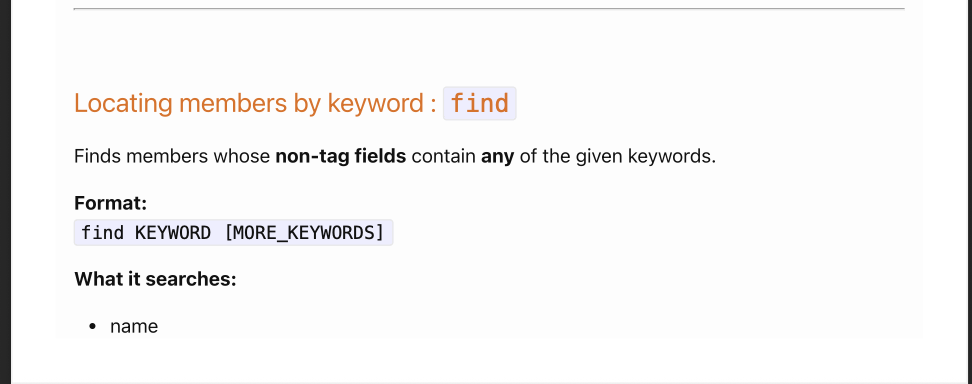 Locating members by keyword : find
Finds members whose non-tag fields contain any of the given keywords.
Format:
find KEYWORD [MORE_KEYWORDS]
What it searches:
• name